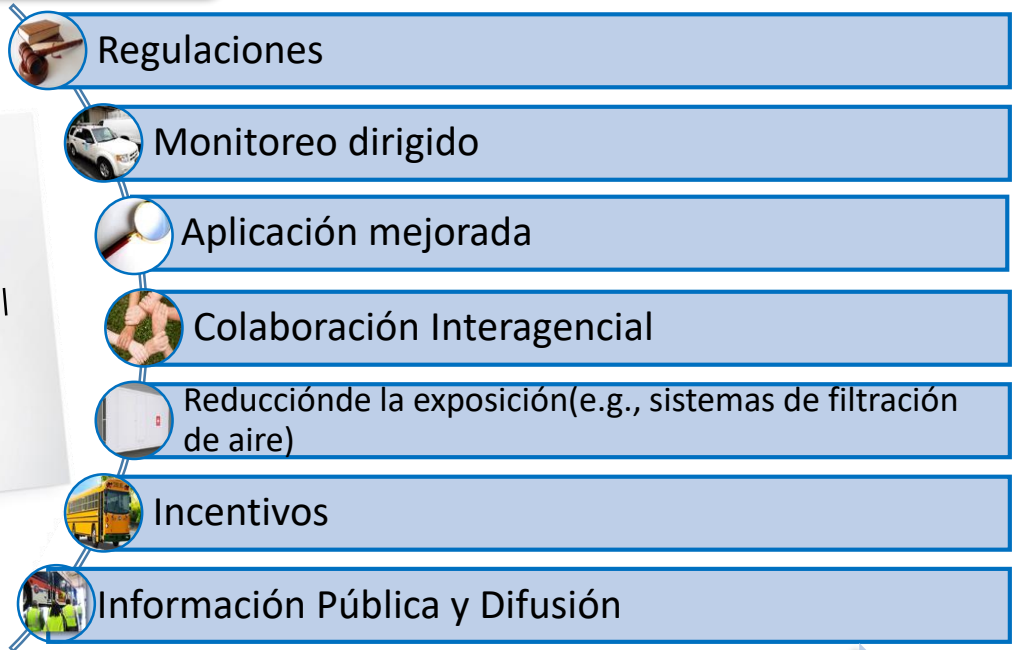 Regulaciones
Monitoreo dirigido
Aplicación mejorada
l
Colaboración Interagencial
Reducciónde la exposición(e.g., sistemas de filtración
de aire)
Incentivos
Información Pública y Difusión